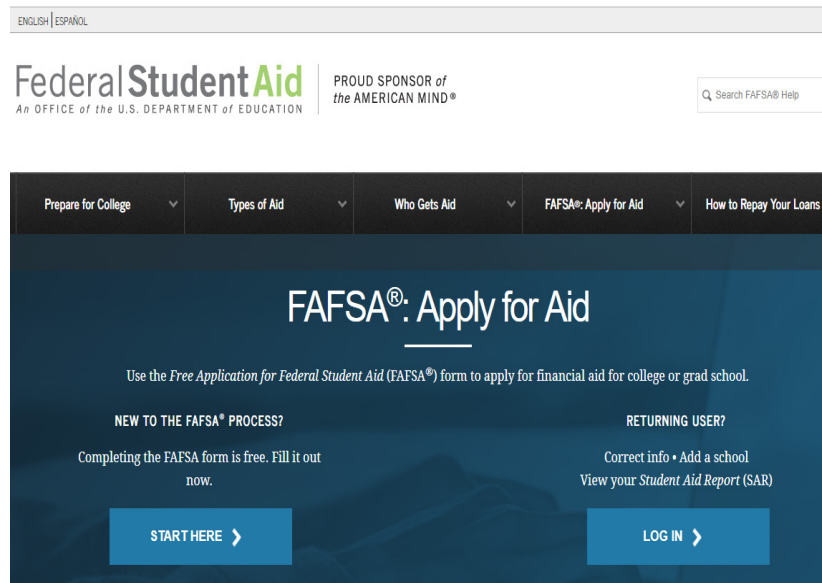 ENGLISH | ESPAÑOL
Federal Student Aid
An OFFICE of the U.S. DEPARTMENT of EDUCATION
PROUD SPONSOR of
the AMERICAN MIND®
Search FAFSA® Help
Prepare for College
Types of Aid
Who Gets Aid
FAFSA®: Apply for Aid
How to Repay Your Loans
FAFSA®: Apply for Aid
Use the Free Application for Federal Student Aid (FAFSA®) form to apply for financial aid for college or grad school.
NEW TO THE FAFSA® PROCESS?
Completing the FAFSA form is free. Fill it out
now.
START HERE
RETURNING USER?
Correct info • Add a school
View your Student Aid Report (SAR)
LOG IN